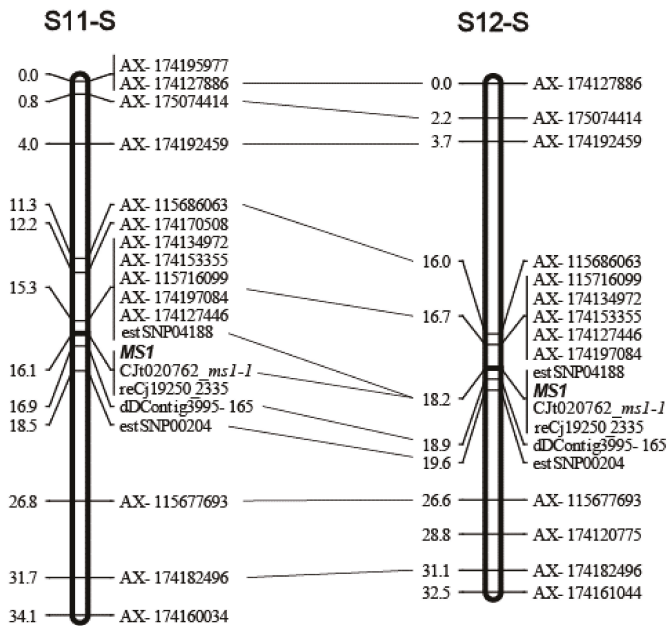 S11-S
0.0 AX- 174195977
AX- 174127886
0.8 AX- 175074414
4.0 AX- 174192459
11.3 AX- 115686063
12.2 AX- 174170508
AX- 174134972
AX- 174153355
15.3 AX- 115716099
AX- 174197084
AX- 174127446
estSNP04188
MS1
16.1 CJt020762_ms1-1
reCj19250_2335
16.9 dDContig3995- 165
18.5 estSNP00204
26.8 AX- 115677693
31.7 AX- 174182496
34.1 AX- 174160034
S12-S
0.0 AX- 174127886
2.2 AX- 175074414
3.7 AX- 174192459
16.0 AX- 115686063
AX- 115716099
AX- 174134972
16.7 AX- 174153355
AX- 174127446
AX- 174197084
estSNP04188
18.2 MS1
CJt020762_ms1-1
reCj19250_2335
18.9 dDContig3995- 165
19.6 estSNP00204
26.6 AX- 115677693
28.8 AX- 174120775
31.1 AX- 174182496
32.5 AX- 174161044